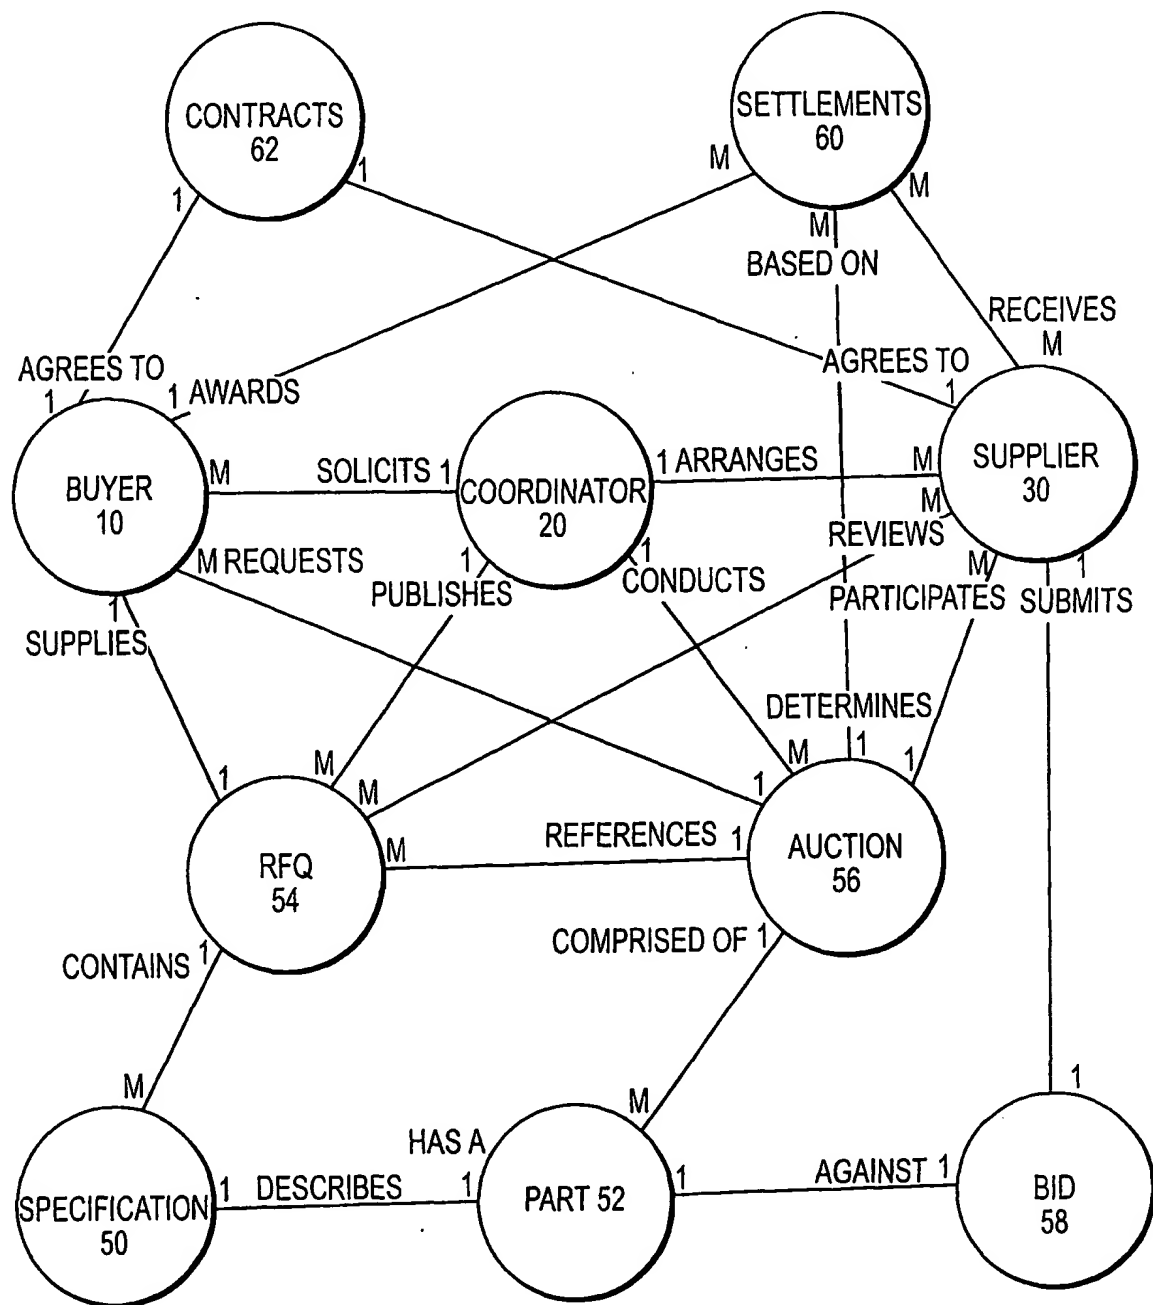 CONTRACTS
62
SETTLEMENTS
60
1
1
M
M
M
BASED ON
RECEIVES
M
AGREES TO
1
1 AWARDS
AGREES TO
1
BUYER
10
M
SOLICITS 1
COORDINATOR
20
1 ARRANGES
M
SUPPLIER
30
M
REVIEWS
M REQUESTS
1
PUBLISHES
1
CONDUCTS
M
PARTICIPATES
1
SUBMITS
1
SUPPLIES
DETERMINES
1
M
M
M
1
1
1
RFQ
54
M
REFERENCES 1
AUCTION
56
CONTAINS 1
COMPRISED OF 1
M
M
1
SPECIFICATION
50
1 DESCRIBES
HAS A
1
PART 52
1
AGAINST 1
BID
58